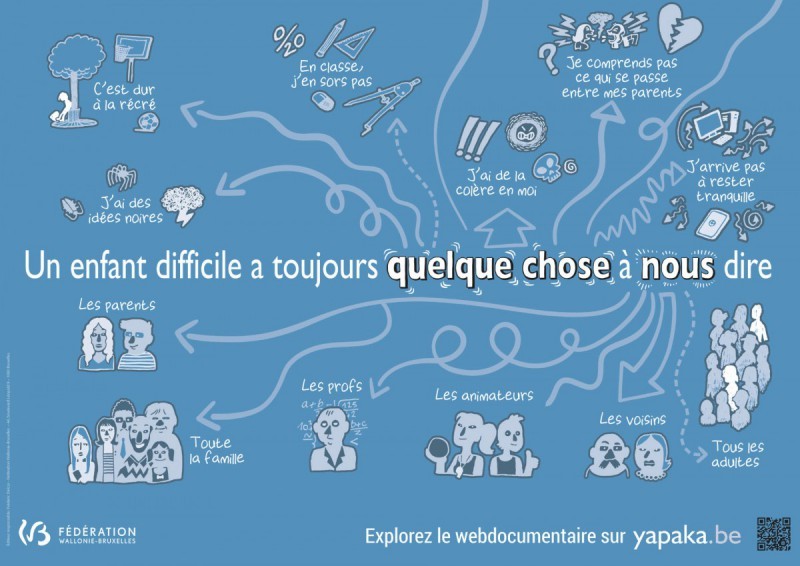 C'est dur
à la récré
%
En classe,
j'en sors pas
?
Je comprends pas
ce qui se passe
entre mes parents
!!!
J'ai de la
colère en moi
J'arrive pas
à rester
tranquille
J'ai des
idées noires
Un enfant difficile a toujours quelque chose à nous dire
Les parents
Toute
la famille
Les profs
Les animateurs
Les voisins
Tous les
adultes
FÉDÉRATION
WALLONIE-BRUXELLES
Explorez le webdocumentaire sur yapaka.be